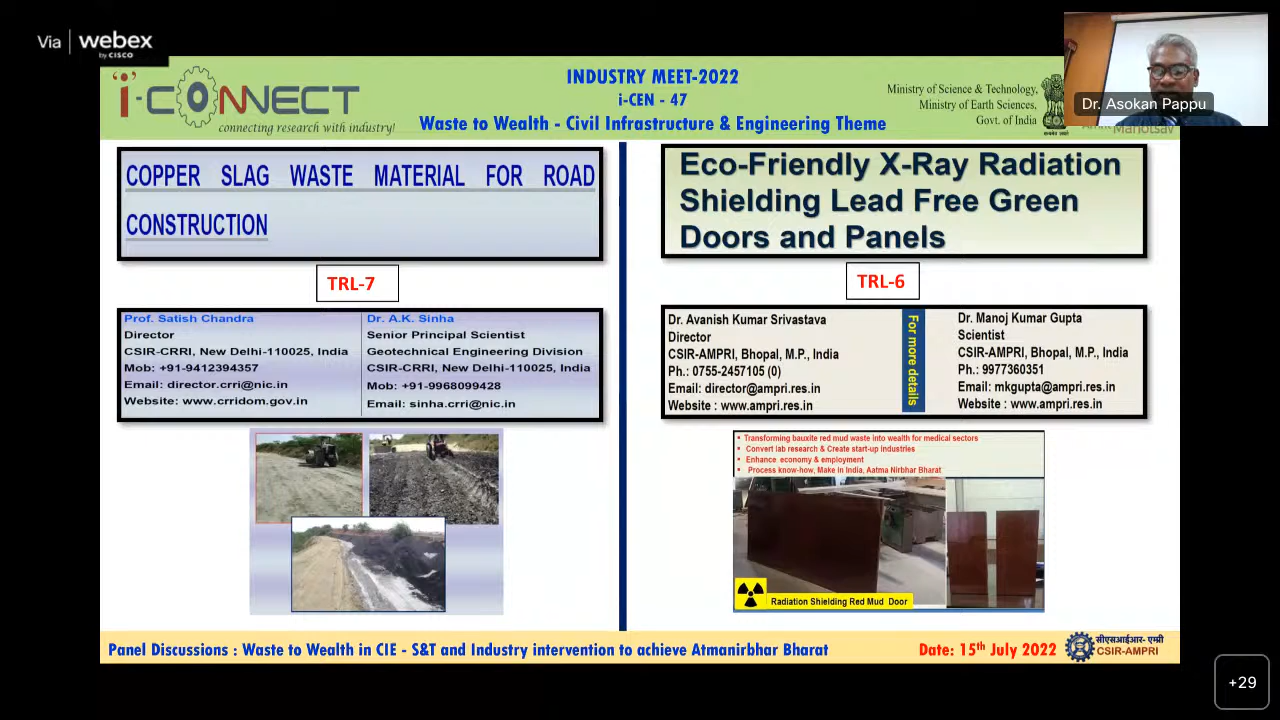 Via webex
by CISCO
i-CONNECT
connecting research with industry!
INDUSTRY MEET-2022
i-CEN - 47
Waste to Wealth - Civil Infrastructure & Engineering Theme
Ministry of Science & Technology,
Ministry of Earth Sciences,
Govt. of India
Dr. Asokan Pappu
COPPER SLAG WASTE MATERIAL FOR ROAD
CONSTRUCTION
TRL-7
Prof. Satish Chandra
Director
CSIR-CRRI, New Delhi-110025, India
Mob: +91-9412394357
Email: director.crri@nic.in
Website: www.crridom.gov.in
Dr. A.K. Sinha
Senior Principal Scientist
Geotechnical Engineering Division
CSIR-CRRI, New Delhi-110025, India
Mob: +91-9968099428
Email: sinha.crri@nic.in
Eco-Friendly X-Ray Radiation
Shielding Lead Free Green
Doors and Panels
TRL-6
Dr. Avanish Kumar Srivastava
Director
CSIR-AMPRI, Bhopal, M.P., India
Ph.: 0755-2457105 (0)
Email: director@ampri.res.in
Website : www.ampri.res.in
For more details
Dr. Manoj Kumar Gupta
Scientist
CSIR-AMPRI, Bhopal, M.P., India
Ph.: 9977360351
Email: mkgupta@ampri.res.in
Website : www.ampri.res.in
Transforming bauxite red mud waste into wealth for medical sectors
Convert lab research & Create start-up industries
Enhance economy & employment
Process know-how, Make in India, Aatma Nirbhar Bharat
Radiation Shielding Red Mud Door
Panel Discussions : Waste to Wealth in CIE - S&T and Industry intervention to achieve Atmanirbhar Bharat
Date: 15th July 2022
सीएसआईआर- एम्प्री
CSIR-AMPRI
+29